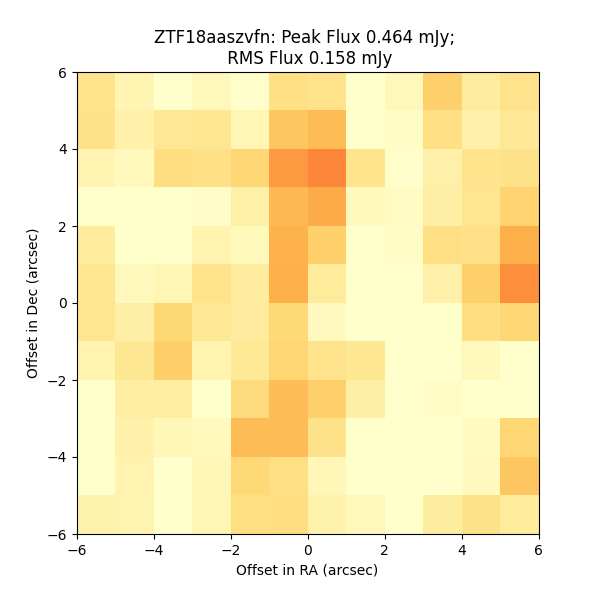 ZTF18aaszvfn: Peak Flux 0.464 mJy;
RMS Flux 0.158 mJy
6
4
2
0
−2
−4
−6
Offset in Dec (arcsec)
−6 −4 −2 0 2 4 6
Offset in RA (arcsec)